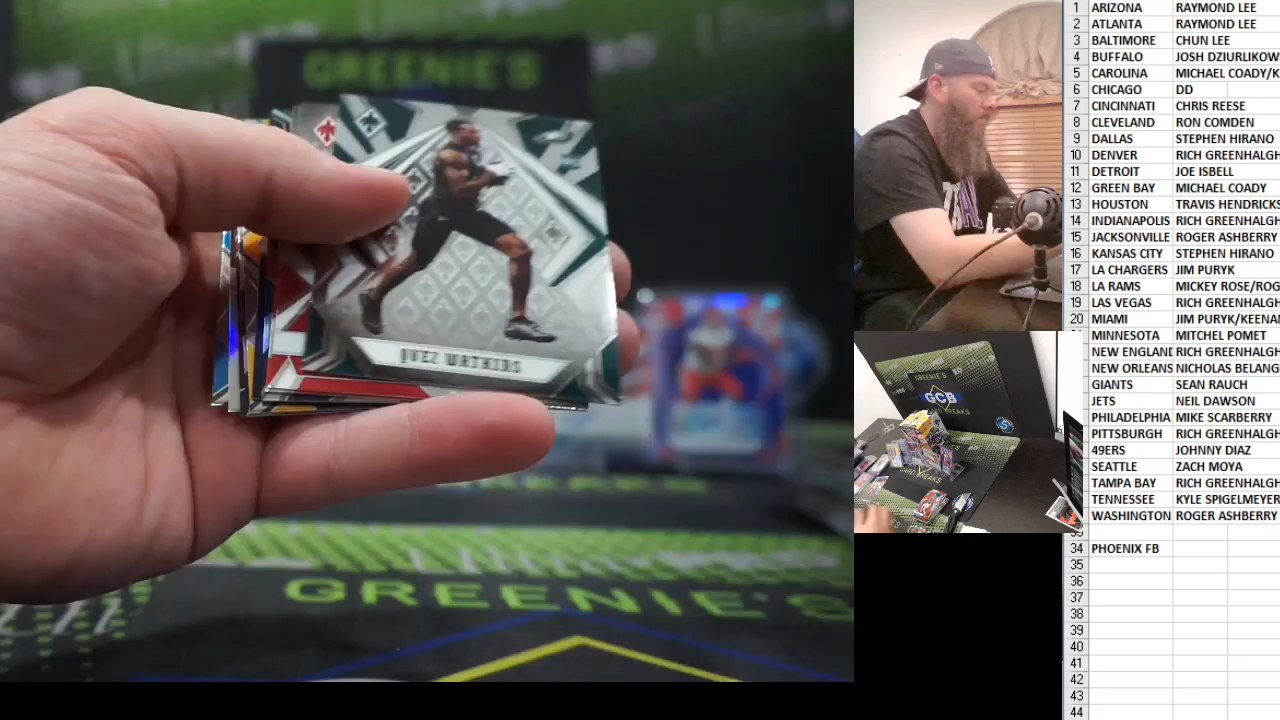 GREENIE'S
QUEZ WATKINS
GREENIE'S
GREENIE'S
GCB
CARD BREAKS
1 ARIZONA RAYMOND LEE
2 ATLANTA RAYMOND LEE
3 BALTIMORE CHUN LEE
4 BUFFALO JOSH DZIURLIKOW
5 CAROLINA MICHAEL COADY/K
6 CHICAGO DD
7 CINCINNATI CHRIS REESE
8 CLEVELAND RON COMDEN
9 DALLAS STEPHEN HIRANO
10 DENVER RICH GREENHALGH
11 DETROIT JOE ISBELL
12 GREEN BAY MICHAEL COADY
13 HOUSTON TRAVIS HENDRICKS
14 INDIANAPOLIS RICH GREENHALGH
15 JACKSONVILLE ROGER ASHBERRY
16 KANSAS CITY STEPHEN HIRANO
17 LA CHARGERS JIM PURYK
18 LA RAMS MICKEY ROSE/ROG
19 LAS VEGAS RICH GREENHALGH
20 MIAMI JIM PURYK/KEENAN
MINNESOTA MITCHEL POMET
NEW ENGLAND RICH GREENHALGH
NEW ORLEANS NICHOLAS BELANG
GIANTS SEAN RAUCH
JETS NEIL DAWSON
PHILADELPHIA MIKE SCARBERRY
PITTSBURGH RICH GREENHALGH
49ERS JOHNNY DIAZ
SEATTLE ZACH MOYA
TAMPA BAY RICH GREENHALGH
TENNESSEE KYLE SPIGELMEYER
WASHINGTON ROGER ASHBERRY
34 PHOENIX FB
35
36
37
38
39
40
41
42
43
44